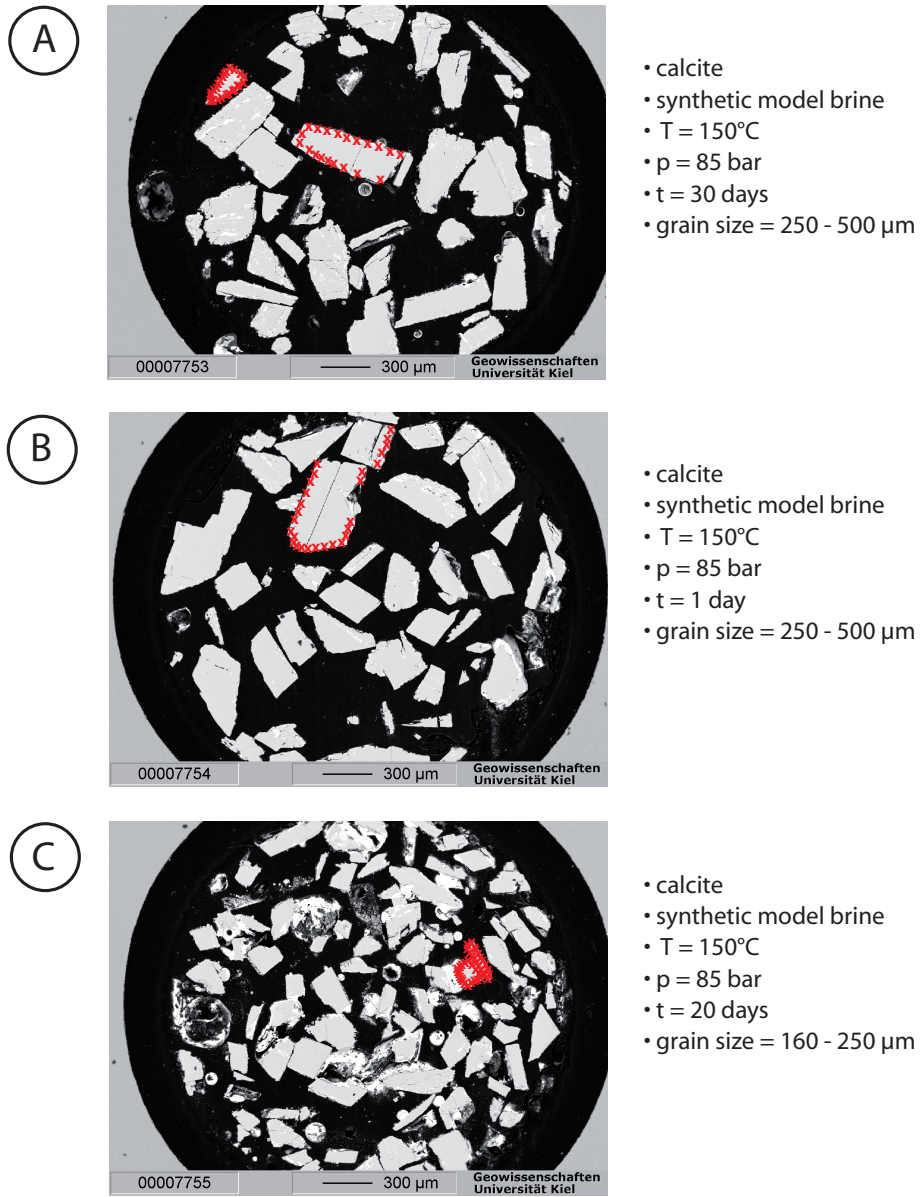 A
• calcite
• synthetic model brine
• T = 150°C
• p = 85 bar
• t = 30 days
• grain size = 250 - 500 µm
00007753
300 µm
Geowissenschaften
Universität Kiel
B
• calcite
• synthetic model brine
• T = 150°C
• p = 85 bar
• t = 1 day
• grain size = 250 - 500 µm
00007754
300 µm
Geowissenschaften
Universität Kiel
C
• calcite
• synthetic model brine
• T = 150°C
• p = 85 bar
• t = 20 days
• grain size = 160 - 250 µm
00007755
300 µm
Geowissenschaften
Universität Kiel